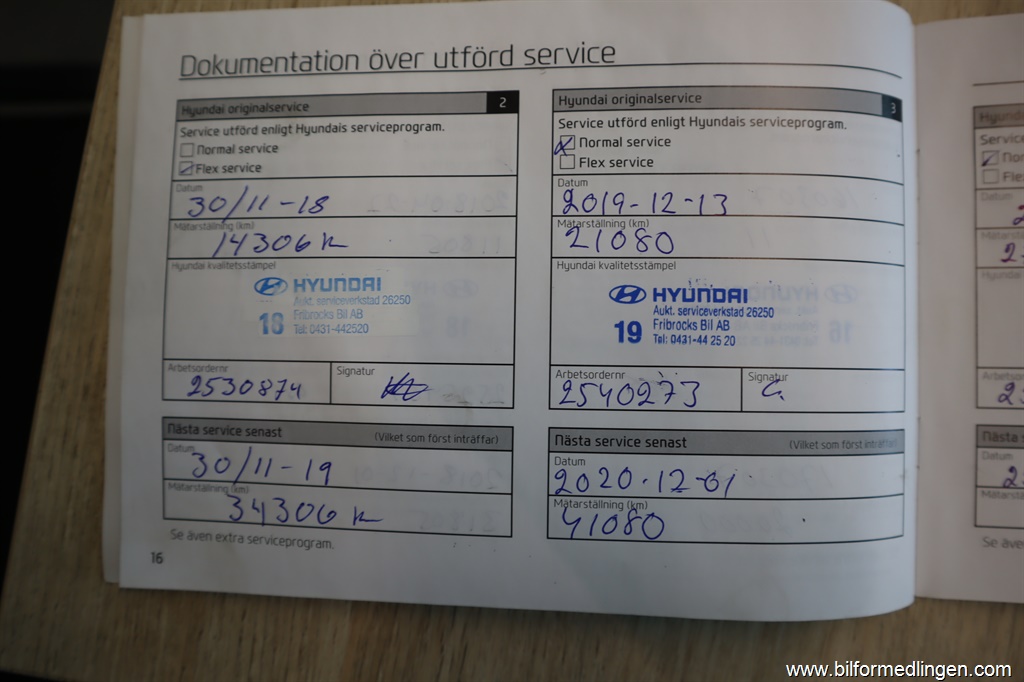 Dokumentation över utförd service
Hyundai originalservice 2
Service utförd enligt Hyundais serviceprogram.
Normal service
Flex service
Datum
30/11-18
Mätarställning (km)
14306 k
Hyundai kvalitetsstämpel
HYUNDAI
Aukt. serviceverkstad 26250
18 Fribrocks Bil AB
Tel: 0431-442520
Arbetsordernr
2530874
Signatur
Nästa service senast (Vilket som först inträffar)
Datum
30/11-19
Mätarställning (km)
34306 k
Se även extra serviceprogram.
16
Hyundai originalservice 3
Service utförd enligt Hyundais serviceprogram.
Normal service
Flex service
Datum
2019-12-13
Mätarställning (km)
21080
Hyundai kvalitetsstämpel
HYUNDAI
Aukt. serviceverkstad 26250
19 Fribrocks Bil AB
Tel: 0431-44 25 20
Arbetsordernr
2540273
Signatur
Nästa service senast (Vilket som först inträffar)
Datum
2020-12-01
Mätarställning (km)
41080
www.bilformedlingen.com